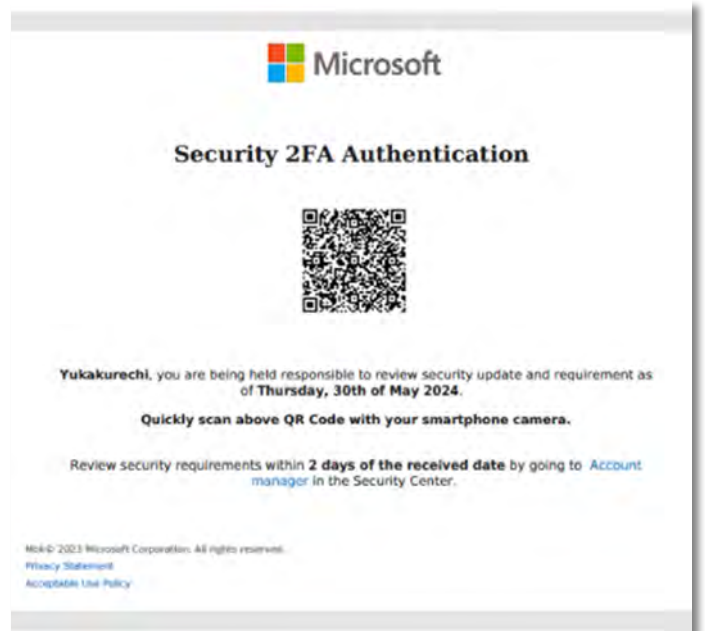 Microsoft
Security 2FA Authentication
Yukakurechi, you are being held responsible to review security update and requirement as
of Thursday, 30th of May 2024.
Quickly scan above QR Code with your smartphone camera.
Review security requirements within 2 days of the received date by going to Account
manager in the Security Center.
© 2023 Microsoft Corporation. All rights reserved.
Privacy Statement
Acceptable Use Policy